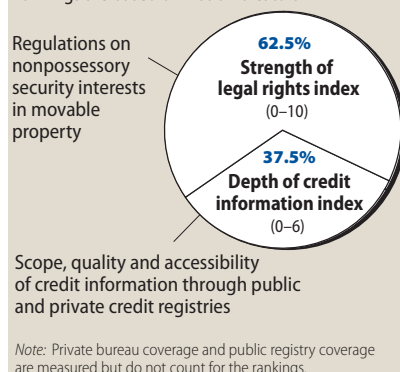 Regulations on
nonpossessory
security interests
in movable
property
62.5%
Strength of
legal rights index
(0–10)
37.5%
Depth of credit
information index
(0–6)
Scope, quality and accessibility
of credit information through public
and private credit registries
Note: Private bureau coverage and public registry coverage
are measured but do not count for the rankings.